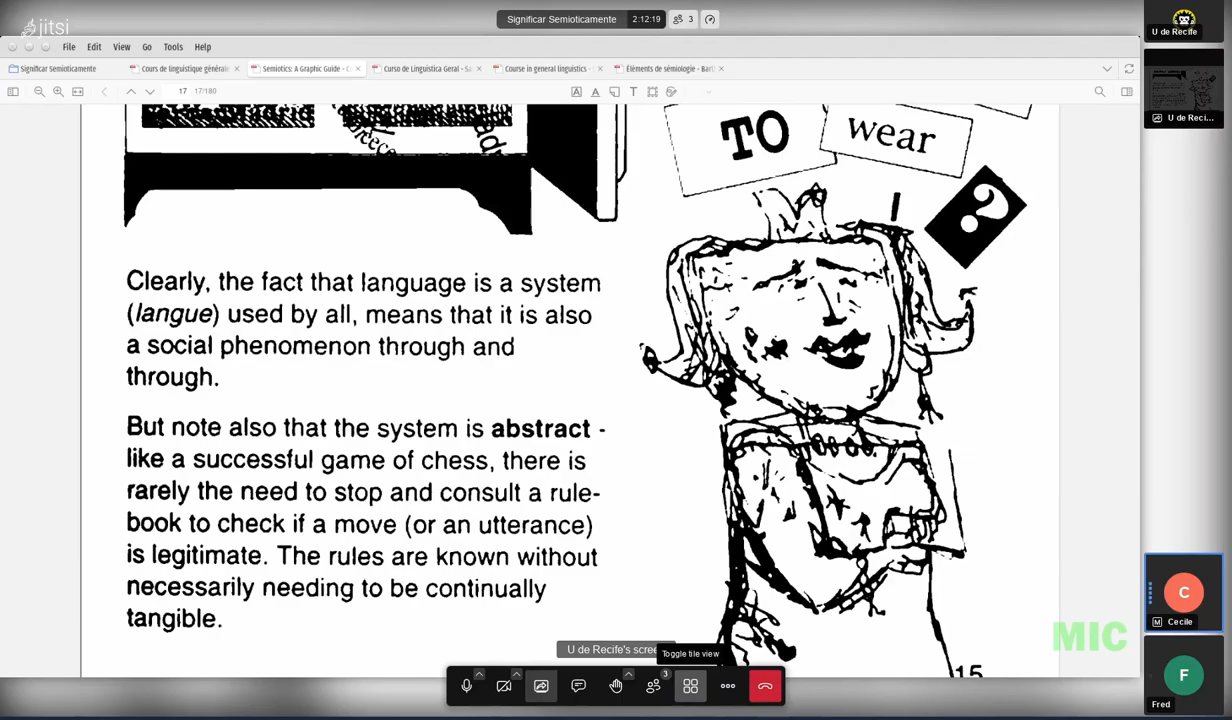 jitsi
Significar Semioticamente 2:12:19 3
U de Recife
File Edit View Go Tools Help
Significar Semioticamente
Cours de linguistique générale
Semiotics: A Graphic Guide - C
Curso de Linguistica Geral - Sa
Course in general linguistics -
Éléments de sémiologie - Bart
17 17/180
U de Reci...
TO wear
?
Clearly, the fact that language is a system
(langue) used by all, means that it is also
a social phenomenon through and
through.
But note also that the system is abstract -
like a successful game of chess, there is
rarely the need to stop and consult a rule-
book to check if a move (or an utterance)
is legitimate. The rules are known without
necessarily needing to be continually
tangible.
15
MIC
U de Recife's scree
Toggle tile view
3
C
M Cecile
F
Fred